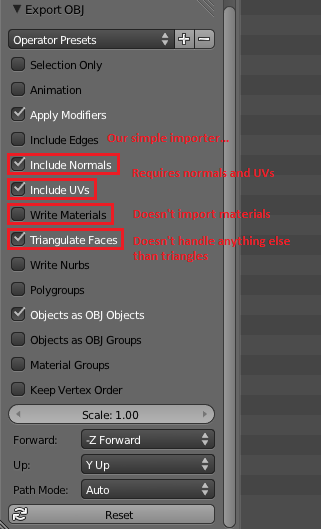 Export OBJ
Operator Presets
Selection Only
Animation
Apply Modifiers
Include Edges Our simple importer...
Include Normals
Requires normals and UVs
Include UVs
Write Materials Doesn't import materials
Triangulate Faces Doesn't handle anything else
than triangles
Write Nurbs
Polygroups
Objects as OBJ Objects
Objects as OBJ Groups
Material Groups
Keep Vertex Order
Scale: 1.00
Forward: -Z Forward
Up: Y Up
Path Mode: Auto
Reset